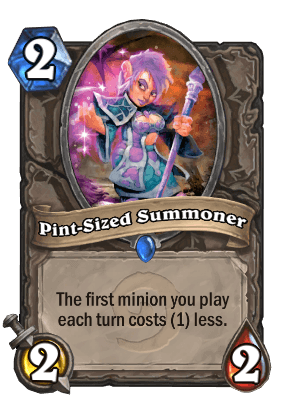 2
Pint-Sized Summoner
The first minion you play
each turn costs (1) less.
2
2